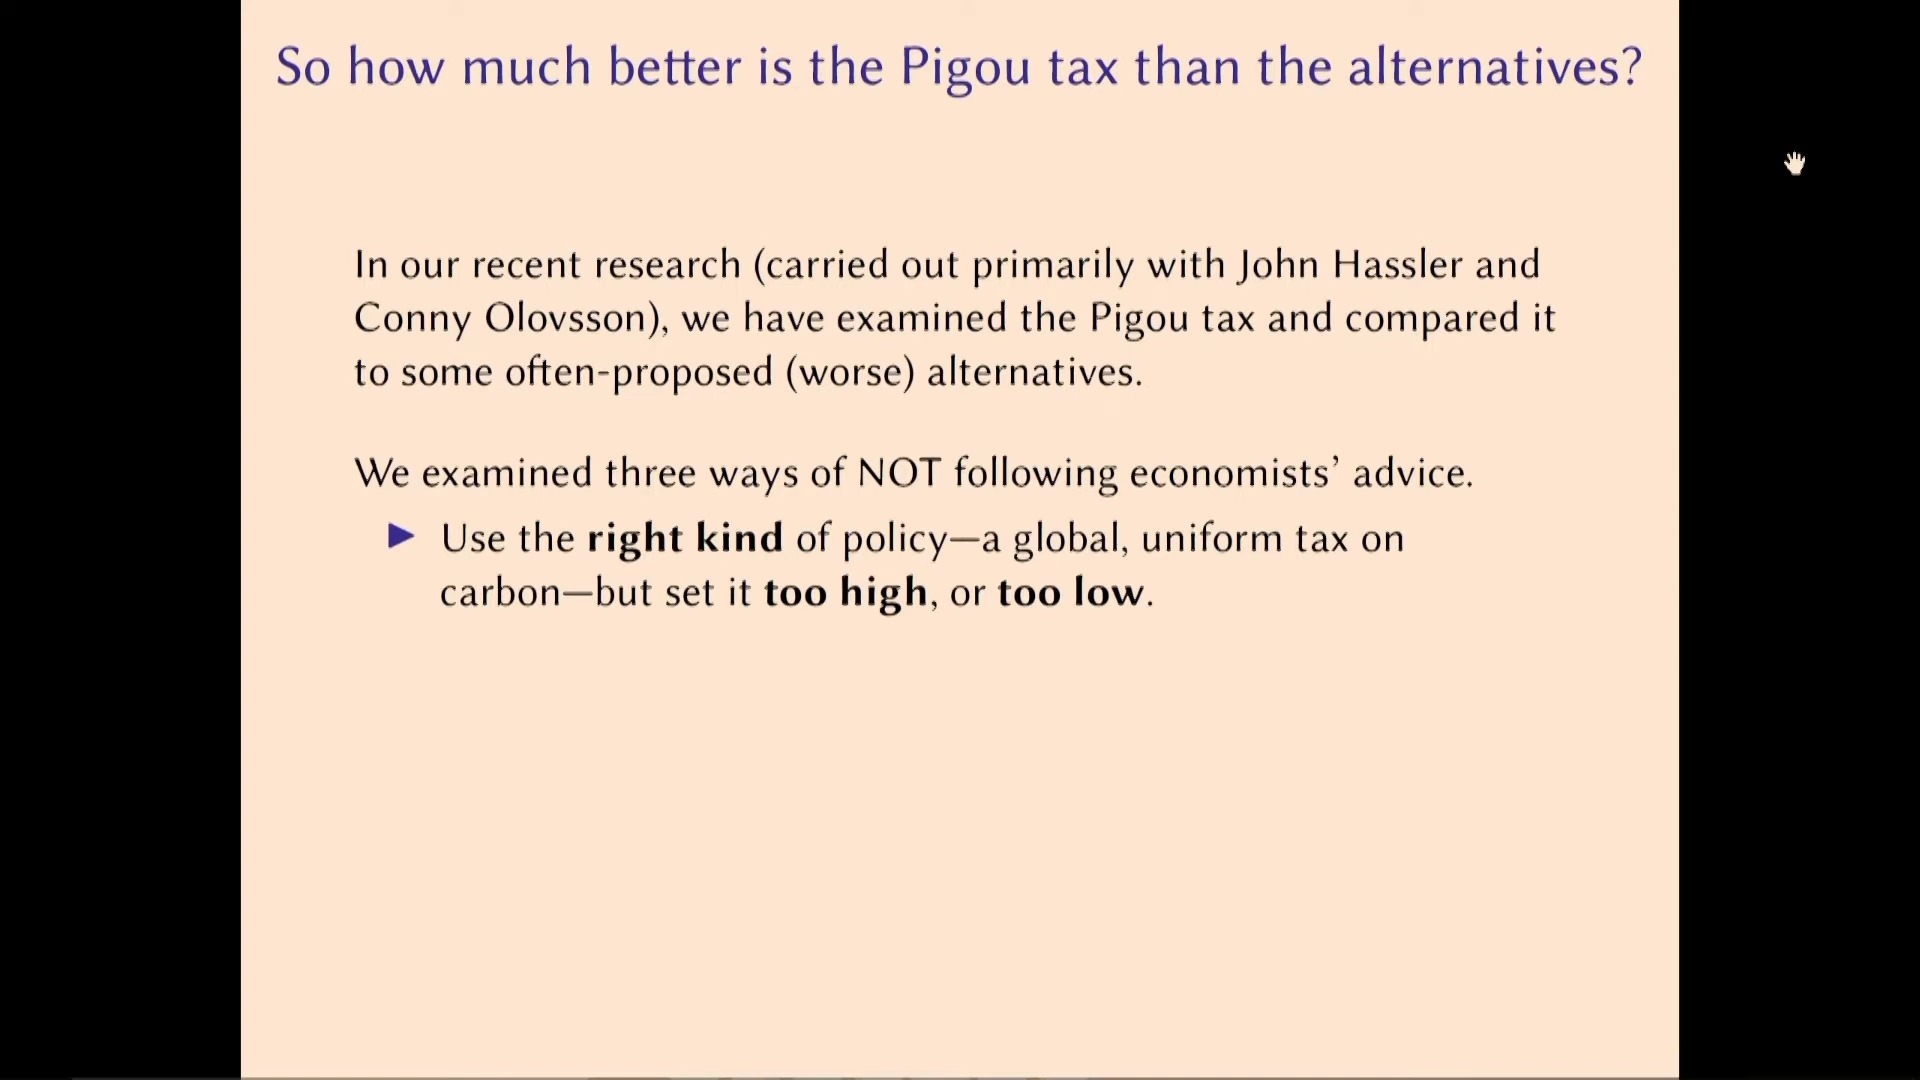 So how much better is the Pigou tax than the alternatives?
In our recent research (carried out primarily with John Hassler and
Conny Olovsson), we have examined the Pigou tax and compared it
to some often-proposed (worse) alternatives.
We examined three ways of NOT following economists’ advice.
▶ Use the right kind of policy—a global, uniform tax on
carbon—but set it too high, or too low.